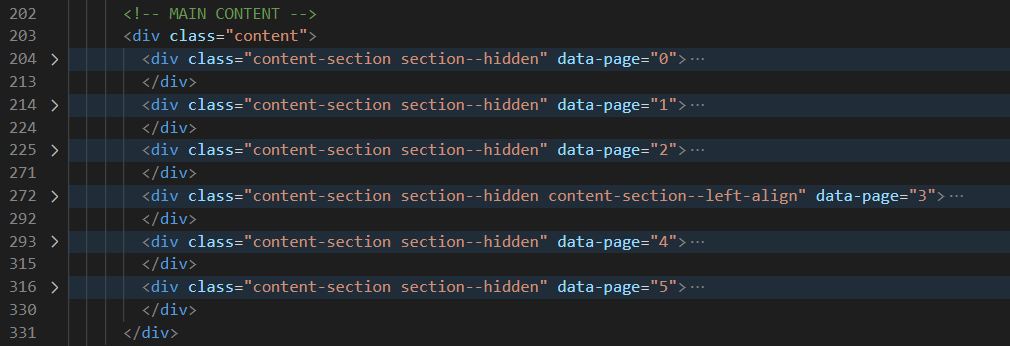 202 <!-- MAIN CONTENT -->
203 <div class="content">
204 > <div class="content-section section--hidden" data-page="0">···
213 </div>
214 > <div class="content-section section--hidden" data-page="1">···
224 </div>
225 > <div class="content-section section--hidden" data-page="2">···
271 </div>
272 > <div class="content-section section--hidden content-section--left-align" data-page="3">···
292 </div>
293 > <div class="content-section section--hidden" data-page="4">···
315 </div>
316 > <div class="content-section section--hidden" data-page="5">···
330 </div>
331 </div>